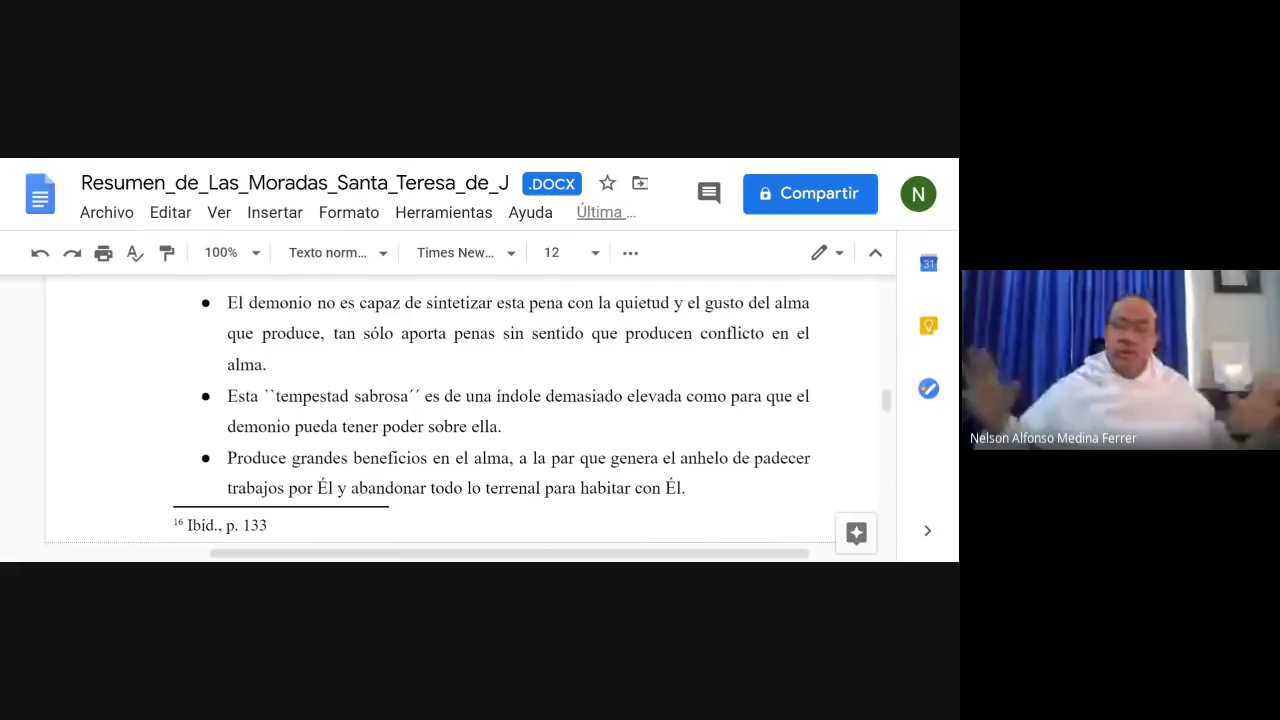 Resumen_de_Las_Moradas_Santa_Teresa_de_J .DOCX
Compartir
N
Archivo Editar Ver Insertar Formato Herramientas Ayuda Última ...
100% Texto norm... Times New... 12
31
● El demonio no es capaz de sintetizar esta pena con la quietud y el gusto del alma
que produce, tan sólo aporta penas sin sentido que producen conflicto en el
alma.
● Esta ``tempestad sabrosa´´ es de una índole demasiado elevada como para que el
demonio pueda tener poder sobre ella.
● Produce grandes beneficios en el alma, a la par que genera el anhelo de padecer
trabajos por Él y abandonar todo lo terrenal para habitar con Él.
16 Ibíd., p. 133
Nelson Alfonso Medina Ferrer